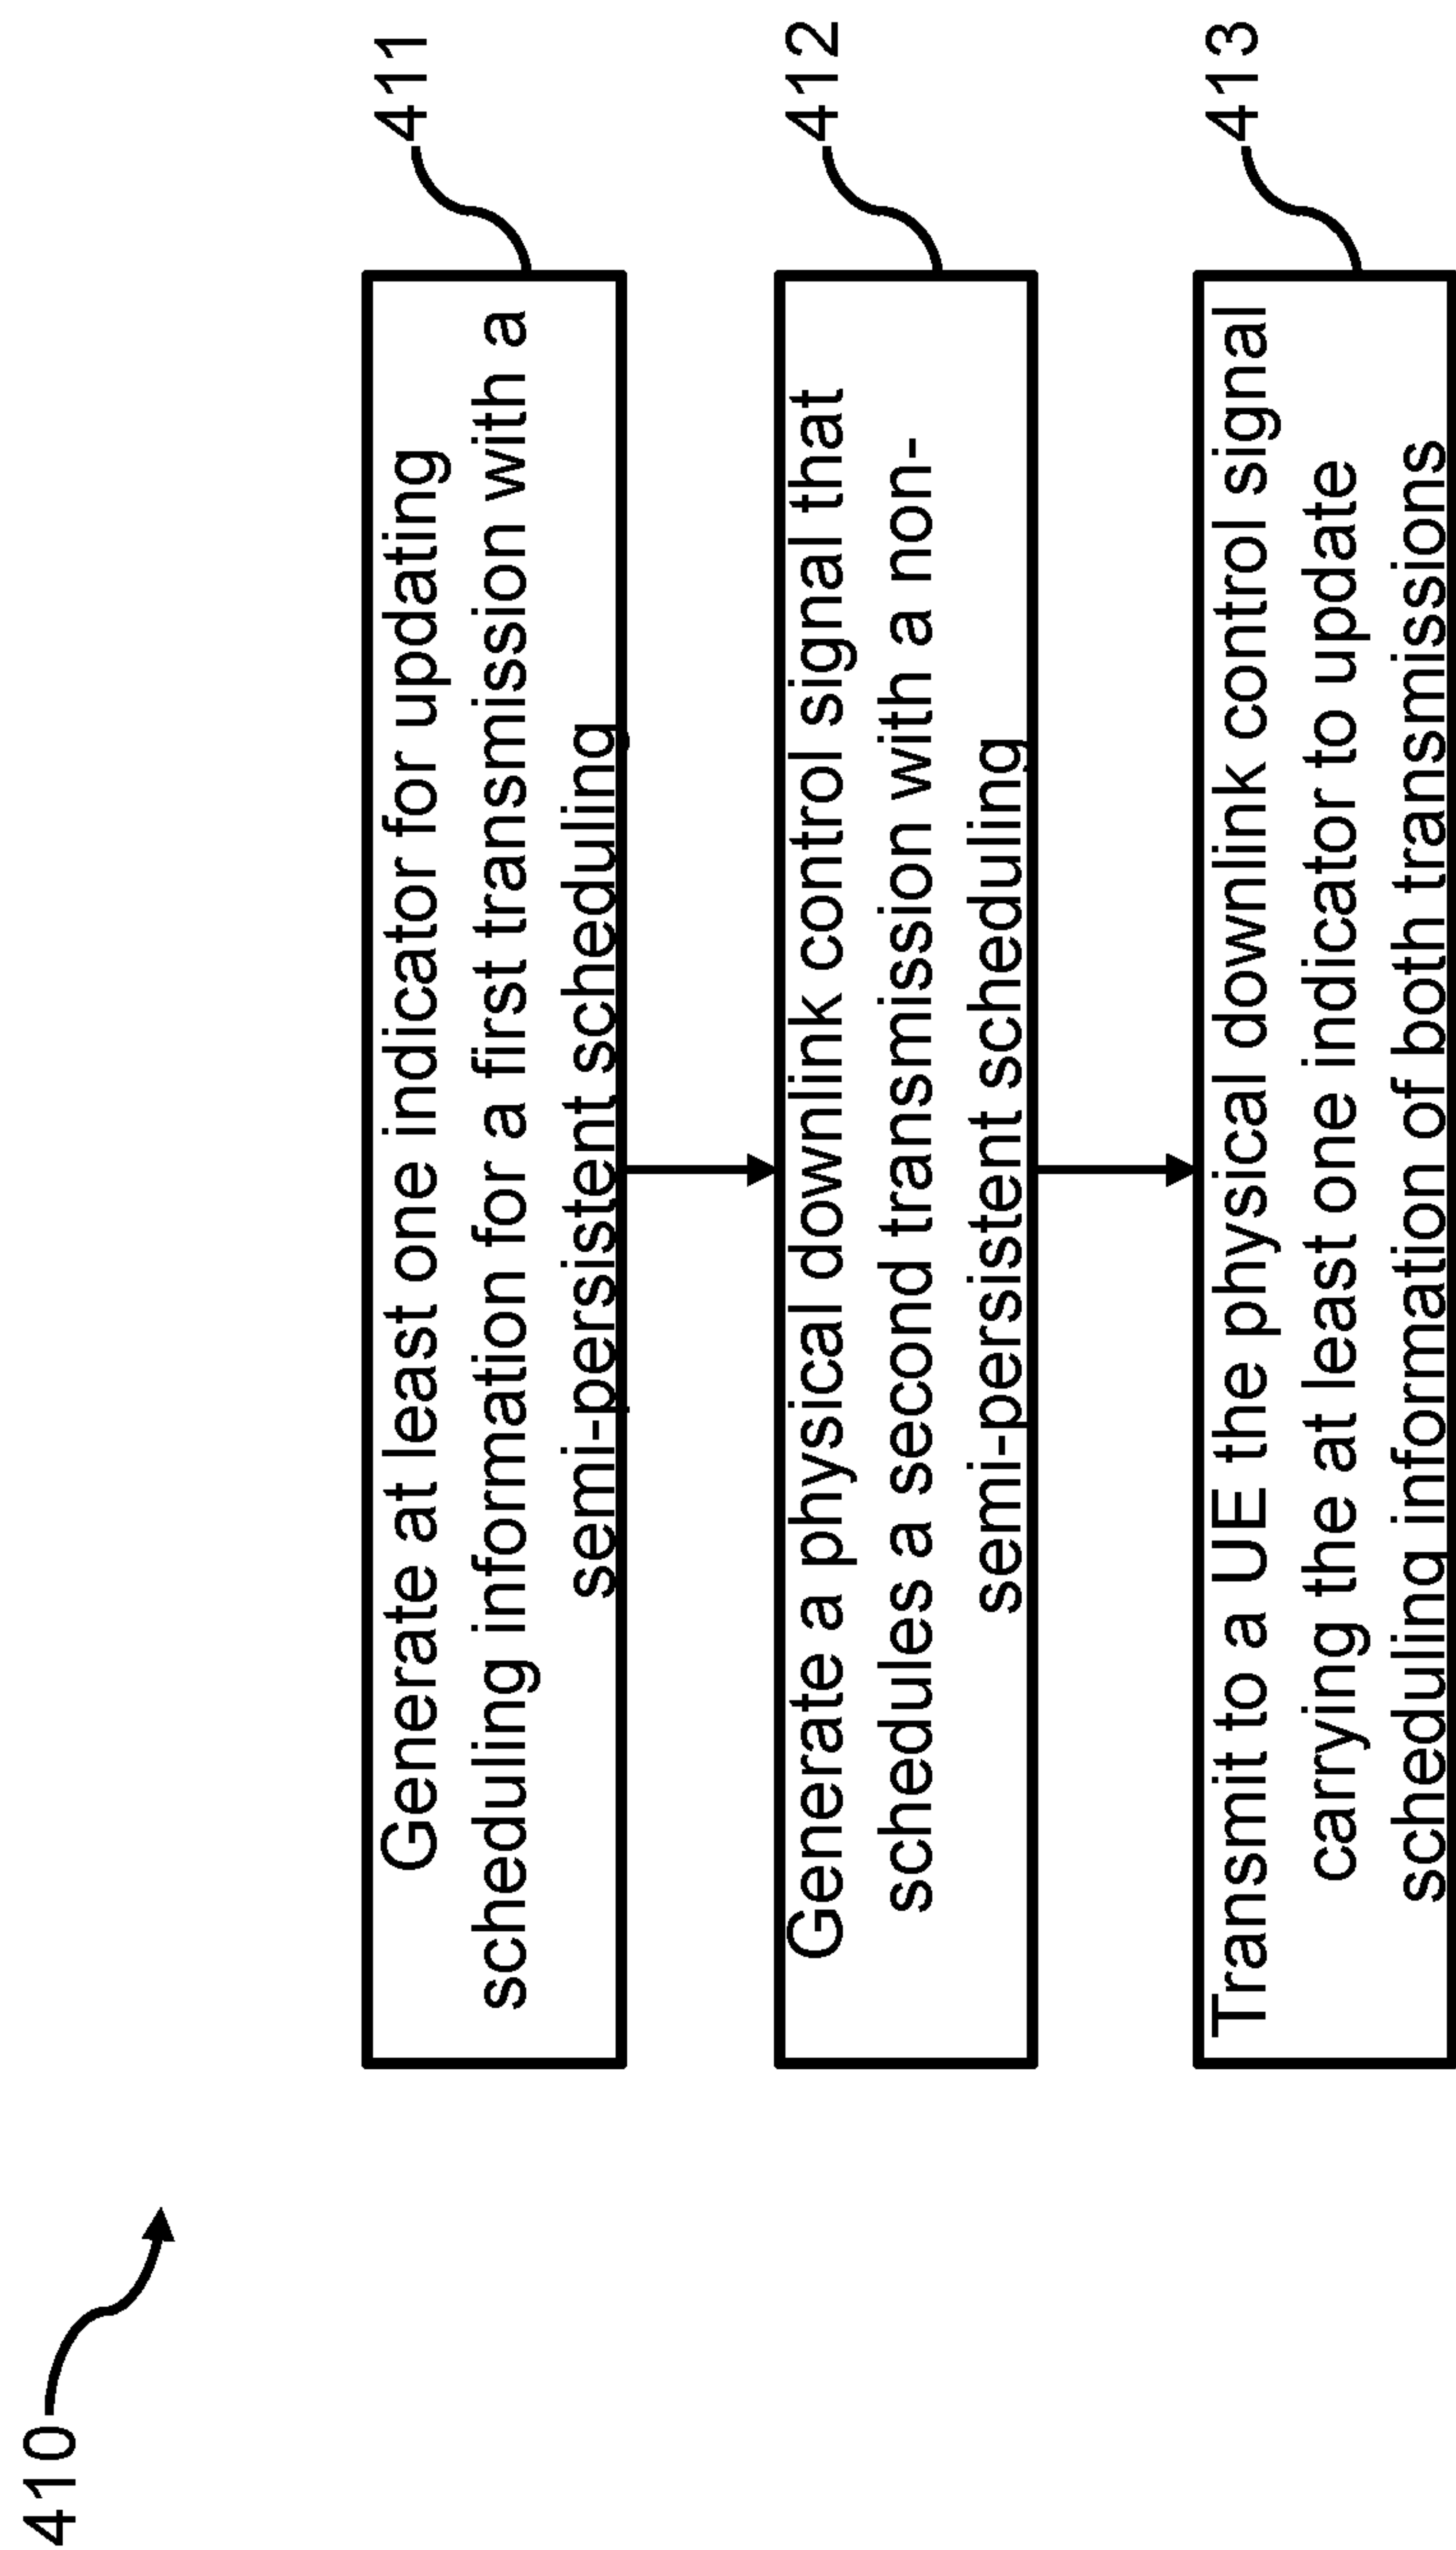 410
411
Generate at least one indicator for updating
scheduling information for a first transmission with a
semi-persistent scheduling
412
Generate a physical downlink control signal that
schedules a second transmission with a non-
semi-persistent scheduling
413
Transmit to a UE the physical downlink control signal
carrying the at least one indicator to update
scheduling information of both transmissions